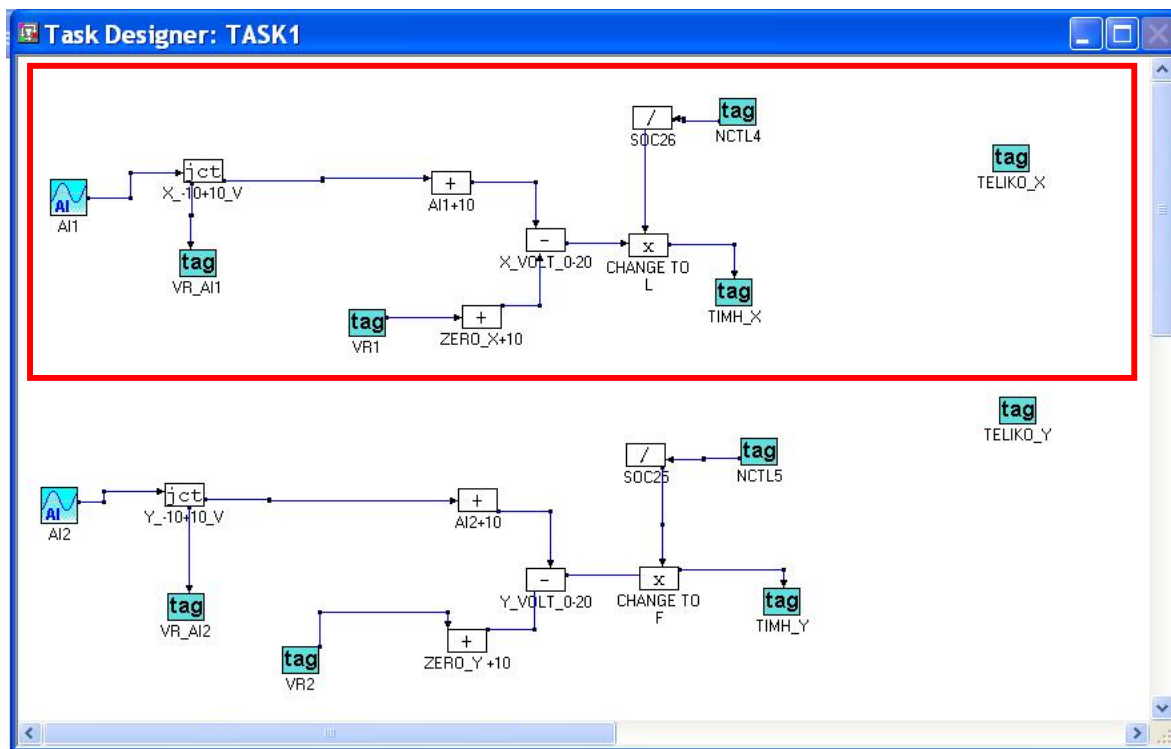 Task Designer: TASK1
tag
NCTL4
/
SOC26
tag
TELIKO_X
jct
X_-10+10_V
AI
AI1
+
AI1+10
-
X_VOLT_0-20
x
CHANGE TO
L
tag
VR_AI1
tag
TIMH_X
tag
VR1
+
ZERO_X+10
tag
TELIKO_Y
tag
NCTL5
/
SOC25
jct
Y_-10+10_V
AI
AI2
+
AI2+10
-
Y_VOLT_0-20
x
CHANGE TO
F
tag
VR_AI2
tag
TIMH_Y
+
ZERO_Y +10
tag
VR2